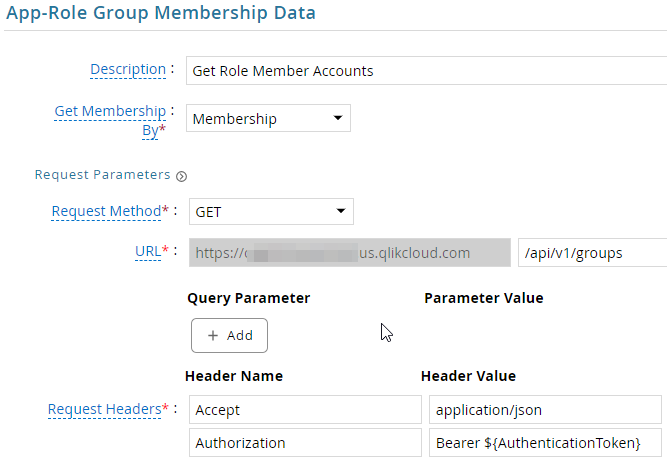 App-Role Group Membership Data
Description : Get Role Member Accounts
Get Membership : Membership
By*
Request Parameters
Request Method* : GET
URL* : https:// us.qlikcloud.com /api/v1/groups
Query Parameter Parameter Value
+ Add
Header Name Header Value
Request Headers* : Accept application/json
Authorization Bearer ${AuthenticationToken}